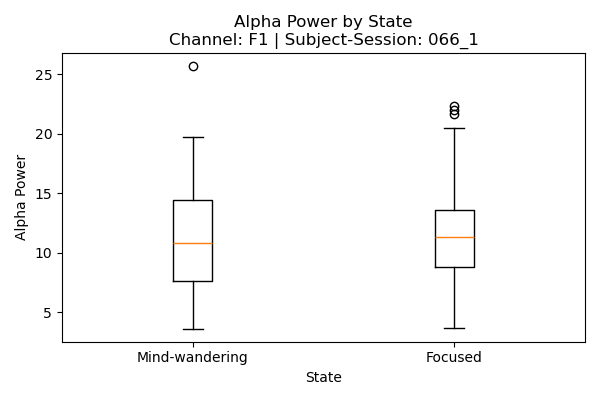 Alpha Power by State
Channel: F1 | Subject-Session: 066_1
Alpha Power
25
20
15
10
5
Mind-wandering
Focused
State